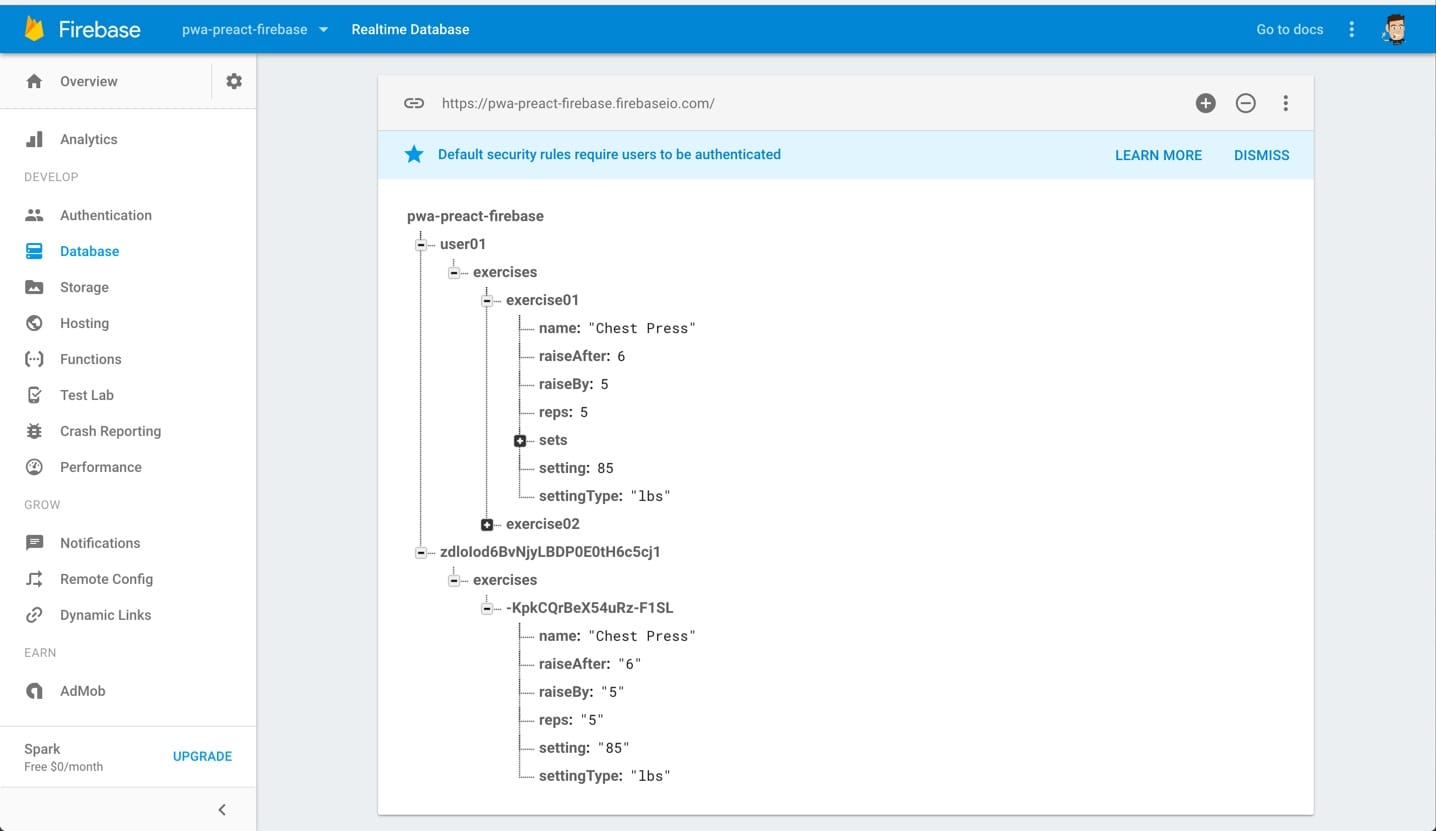 Firebase pwa-preact-firebase Realtime Database Go to docs
Overview
Analytics
DEVELOP
Authentication
Database
Storage
Hosting
Functions
Test Lab
Crash Reporting
Performance
GROW
Notifications
Remote Config
Dynamic Links
EARN
AdMob
Spark
Free $0/month
UPGRADE
https://pwa-preact-firebase.firebaseio.com/
Default security rules require users to be authenticated LEARN MORE DISMISS
pwa-preact-firebase
user01
exercises
exercise01
name: "Chest Press"
raiseAfter: 6
raiseBy: 5
reps: 5
sets
setting: 85
settingType: "lbs"
exercise02
zdlolod6BvNjyLBDP0E0tH6c5cj1
exercises
-KpkCQrBeX54uRz-F1SL
name: "Chest Press"
raiseAfter: "6"
raiseBy: "5"
reps: "5"
setting: "85"
settingType: "lbs"